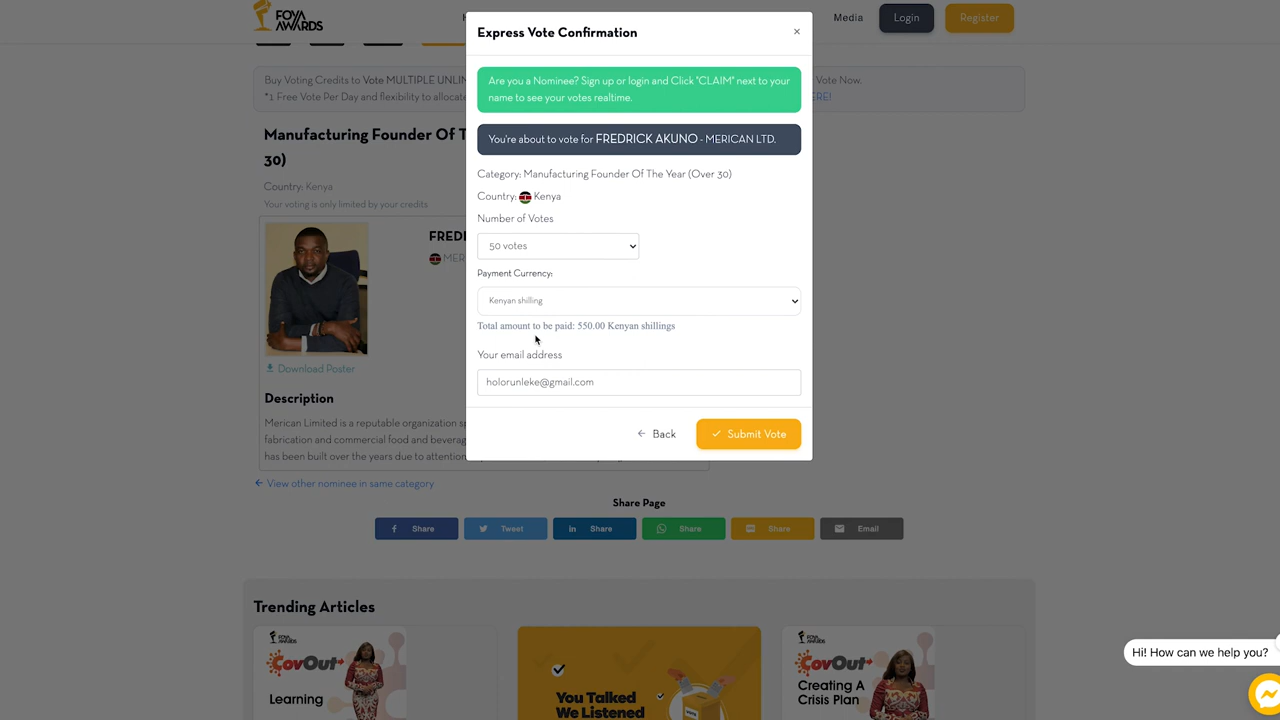 FOYA
AWARDS
Media
Login
Register
Express Vote Confirmation
×
Are you a Nominee? Sign up or login and Click "CLAIM" next to your
name to see your votes realtime.
You're about to vote for FREDRICK AKUNO - MERICAN LTD.
Category: Manufacturing Founder Of The Year (Over 30)
Country: Kenya
Number of Votes
50 votes
Payment Currency:
Kenyan shilling
Total amount to be paid: 550.00 Kenyan shillings
Your email address
holorunleke@gmail.com
Back
Submit Vote
Buy Voting Credits to Vote MULTIPLE
Vote Now.
*1 Free Vote Per Day and flexibility to
Manufacturing Founder Of
30)
Country: Kenya
Your voting is only limited by your credits
Download Poster
Description
Merican Limited is a reputable organization
fabrication and commercial food and
has been built over the years due to
View other nominee in same category
Share Page
Share
Tweet
Share
Share
Share
Email
Trending Articles
FOYA
AWARDS
CovOut
Learning
You Talked
We Listened
VOTE
FOYA
AWARDS
CovOut
Creating A
Crisis Plan
Hi! How can we help you?